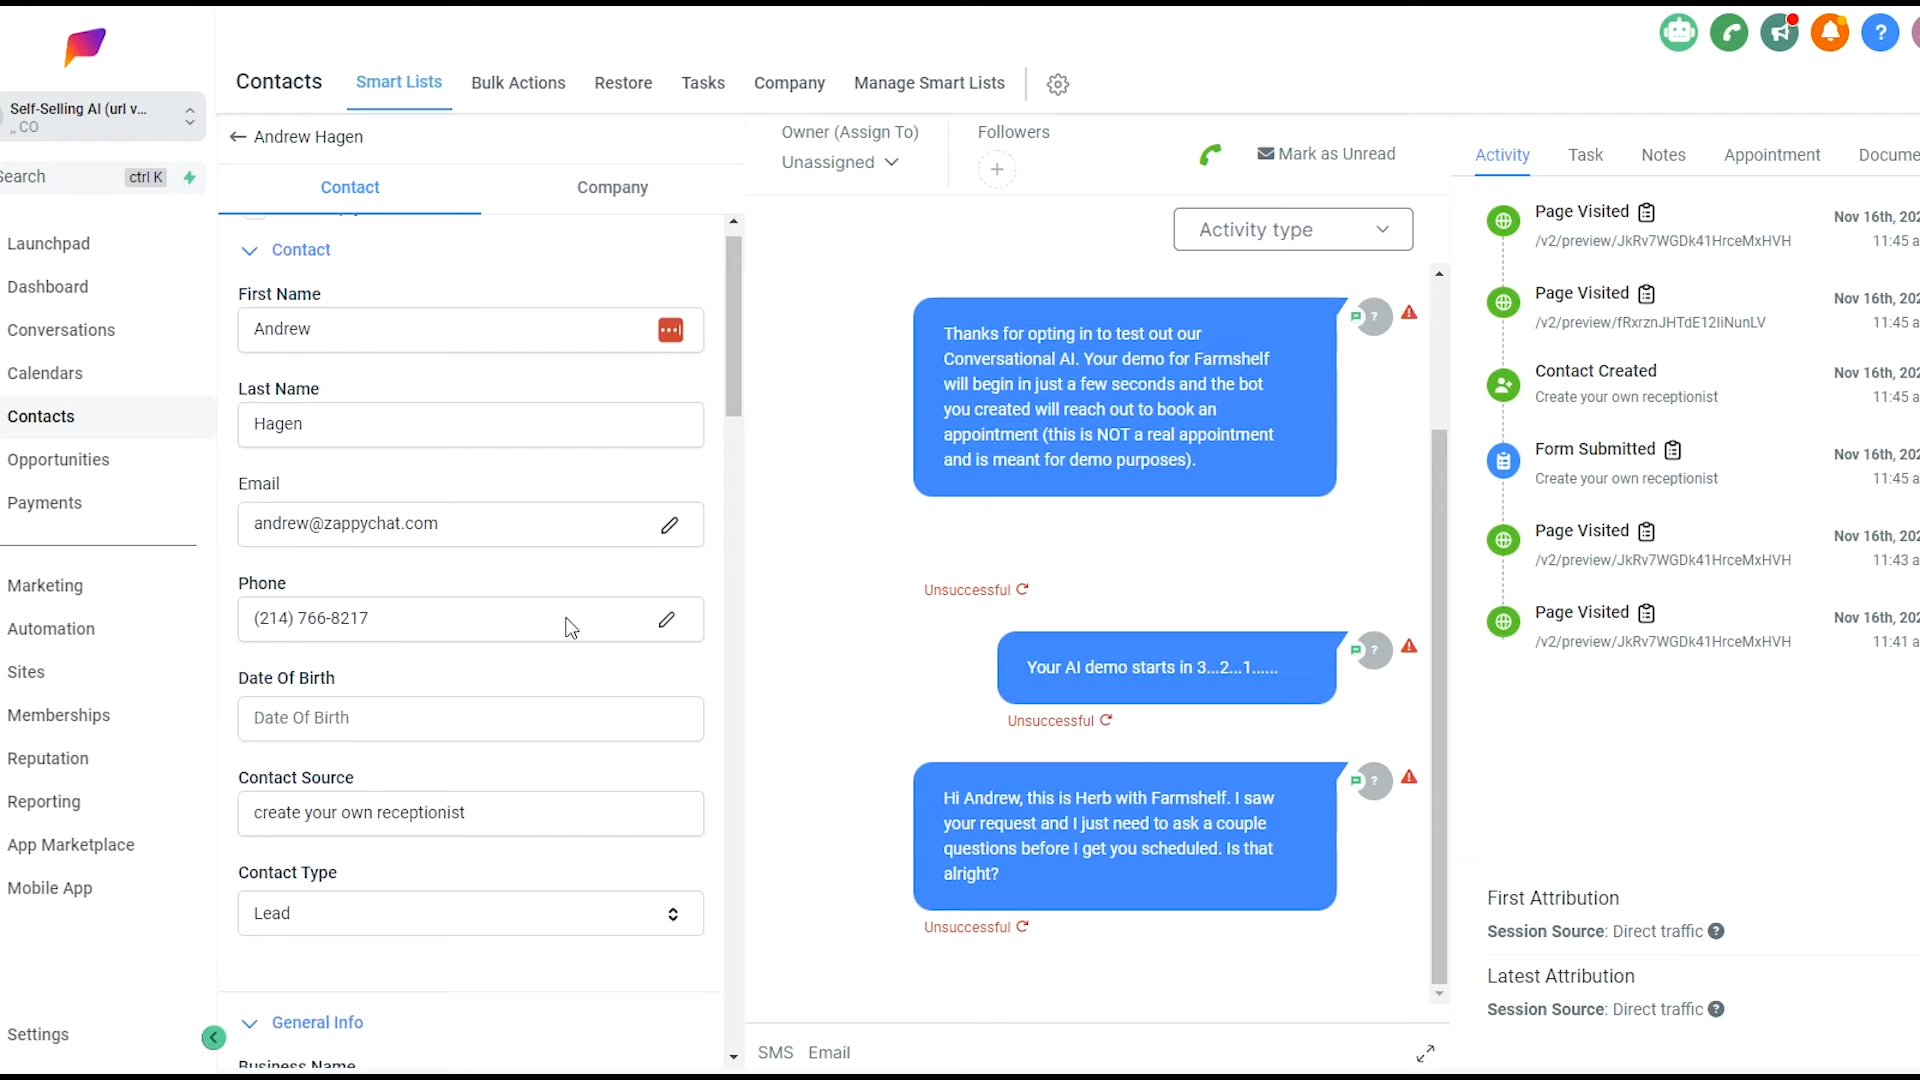 Self-Selling AI (url v...
,, CO
Search
ctrl K
Launchpad
Dashboard
Conversations
Calendars
Contacts
Opportunities
Payments
Marketing
Automation
Sites
Memberships
Reputation
Reporting
App Marketplace
Mobile App
Settings
Contacts
Smart Lists
Bulk Actions
Restore
Tasks
Company
Manage Smart Lists
?
Andrew Hagen
Contact
Company
Contact
First Name
Andrew
Last Name
Hagen
Email
andrew@zappychat.com
Phone
(214) 766-8217
Date Of Birth
Date Of Birth
Contact Source
create your own receptionist
Contact Type
Lead
General Info
Business Name
Owner (Assign To)
Unassigned
Followers
+
Mark as Unread
Activity type
Thanks for opting in to test out our
Conversational AI. Your demo for Farmshelf
will begin in just a few seconds and the bot
you created will reach out to book an
appointment (this is NOT a real appointment
and is meant for demo purposes).
?
Unsuccessful
Your AI demo starts in 3...2...1......
?
Unsuccessful
Hi Andrew, this is Herb with Farmshelf. I saw
your request and I just need to ask a couple
questions before I get you scheduled. Is that
alright?
?
Unsuccessful
SMS
Email
Activity
Task
Notes
Appointment
Docume
Page Visited
Nov 16th, 202
/v2/preview/JkRv7WGDk41HrceMxHVH
11:45 a
Page Visited
Nov 16th, 202
/v2/preview/fRxrznJHTdE12IiNunLV
11:45 a
Contact Created
Nov 16th, 202
Create your own receptionist
11:45 a
Form Submitted
Nov 16th, 202
Create your own receptionist
11:45 a
Page Visited
Nov 16th, 202
/v2/preview/JkRv7WGDk41HrceMxHVH
11:43 a
Page Visited
Nov 16th, 202
/v2/preview/JkRv7WGDk41HrceMxHVH
11:41 a
First Attribution
Session Source: Direct traffic ?
Latest Attribution
Session Source: Direct traffic ?